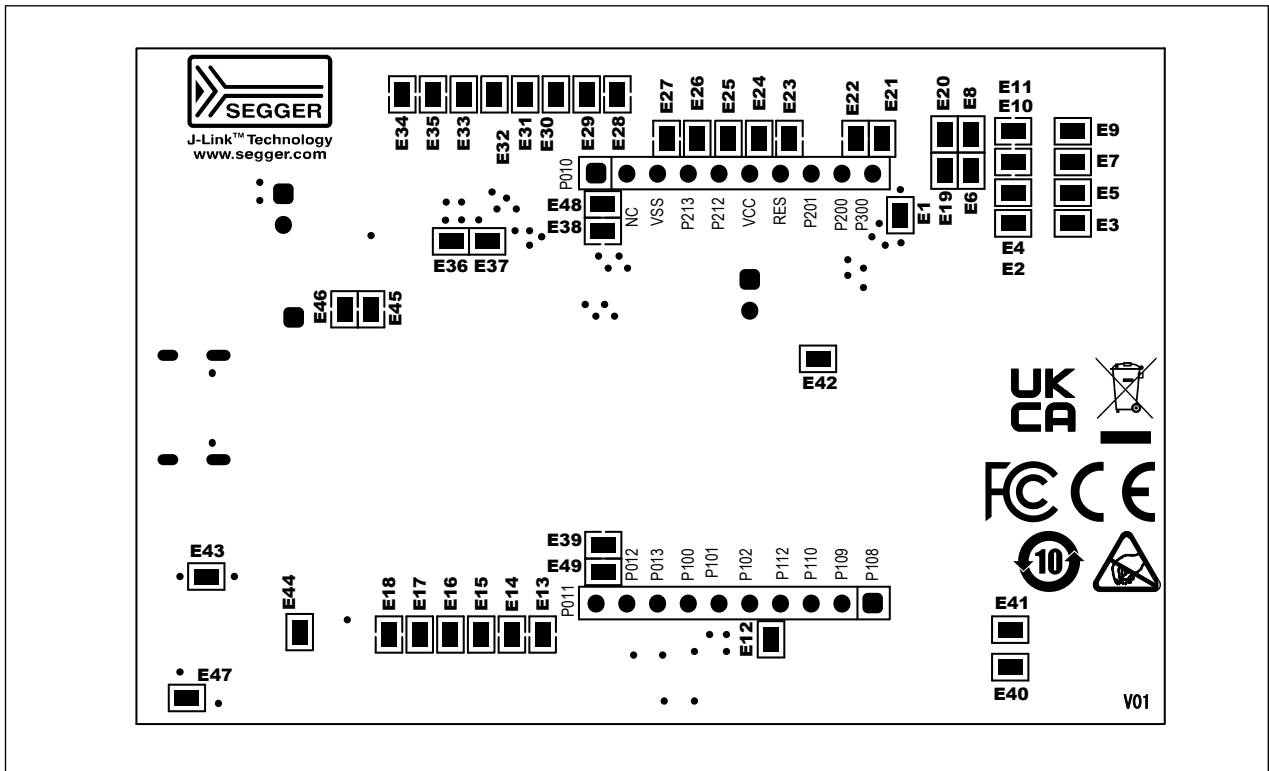 SEGGER
J-Link™ Technology
www.segger.com
E34
E35
E33
E32
E31
E30
E29
E28
E27
E26
E25
E24
E23
E22
E21
E20
E8
E11
E10
E9
E7
E5
E3
E4
E2
E19
E6
E1
P010
NC
VSS
P213
P212
VCC
RES
P201
P200
P300
E48
E38
E36
E37
E46
E45
E42
UK
CA
FC CE
10
E43
E44
E47
E18
E17
E16
E15
E14
E13
E39
E49
P011
P012
P013
P100
P101
P102
P112
P110
P109
P108
E12
E41
E40
V01